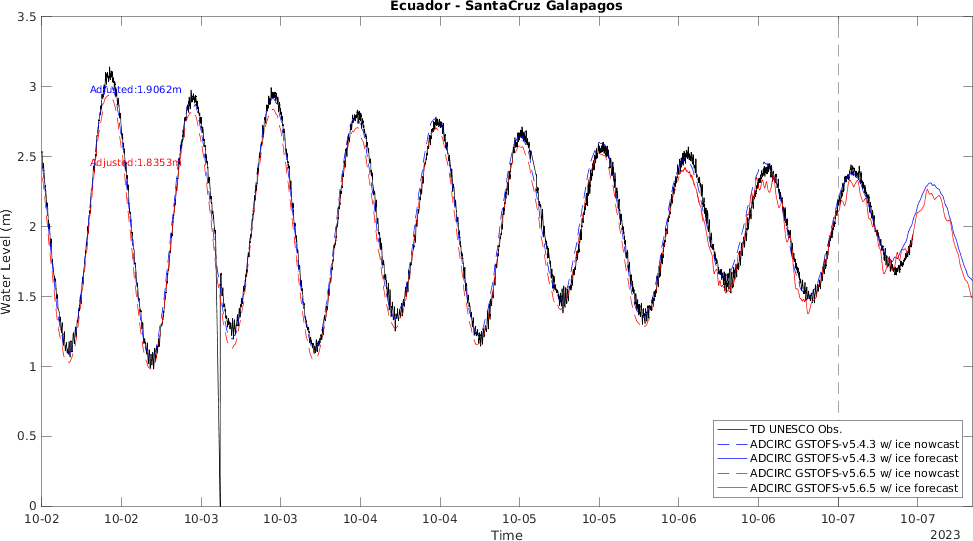 Ecuador - SantaCruz Galapagos
3.5
3
2.5
2
1.5
1
0.5
0
Water Level (m)
Adjusted:1.9062m
Adjusted:1.8353m
TD UNESCO Obs.
ADCIRC GSTOFS-v5.4.3 w/ ice nowcast
ADCIRC GSTOFS-v5.4.3 w/ ice forecast
ADCIRC GSTOFS-v5.6.5 w/ ice nowcast
ADCIRC GSTOFS-v5.6.5 w/ ice forecast
10-02 10-02 10-03 10-03 10-04 10-04 10-05 10-05 10-06 10-06 10-07 10-07
Time
2023